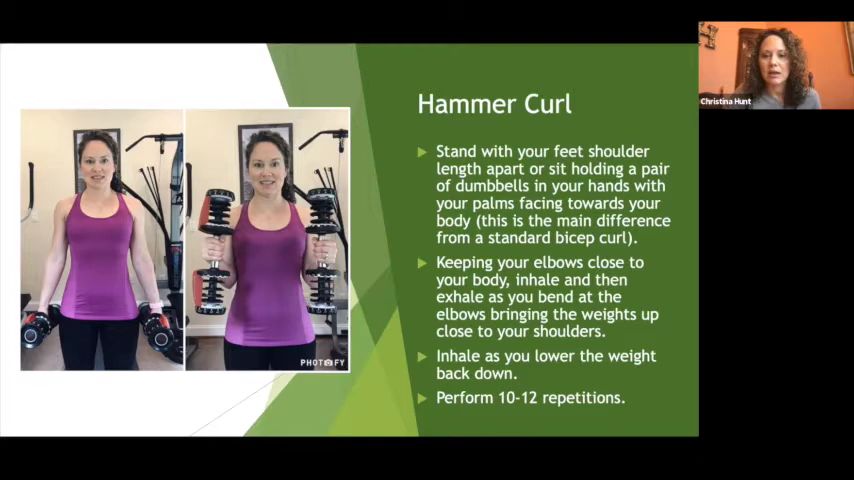 Hammer Curl
Stand with your feet shoulder
length apart or sit holding a pair
of dumbbells in your hands with
your palms facing towards your
body (this is the main difference
from a standard bicep curl).
Keeping your elbows close to
your body, inhale and then
exhale as you bend at the
elbows bringing the weights up
close to your shoulders.
Inhale as you lower the weight
back down.
Perform 10-12 repetitions.
PHOTOFY
Christina Hunt